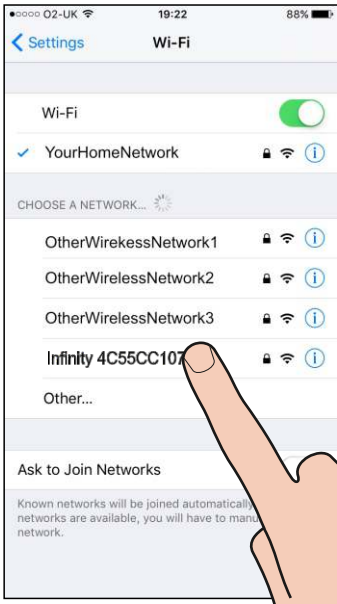 O2-UK 19:22 88%
Settings Wi-Fi
Wi-Fi
YourHomeNetwork
CHOOSE A NETWORK...
OtherWirekessNetwork1
OtherWirelessNetwork2
OtherWirelessNetwork3
Infinity 4C55CC107
Other...
Ask to Join Networks
Known networks will be joined automatically
networks are available, you will have to
network.